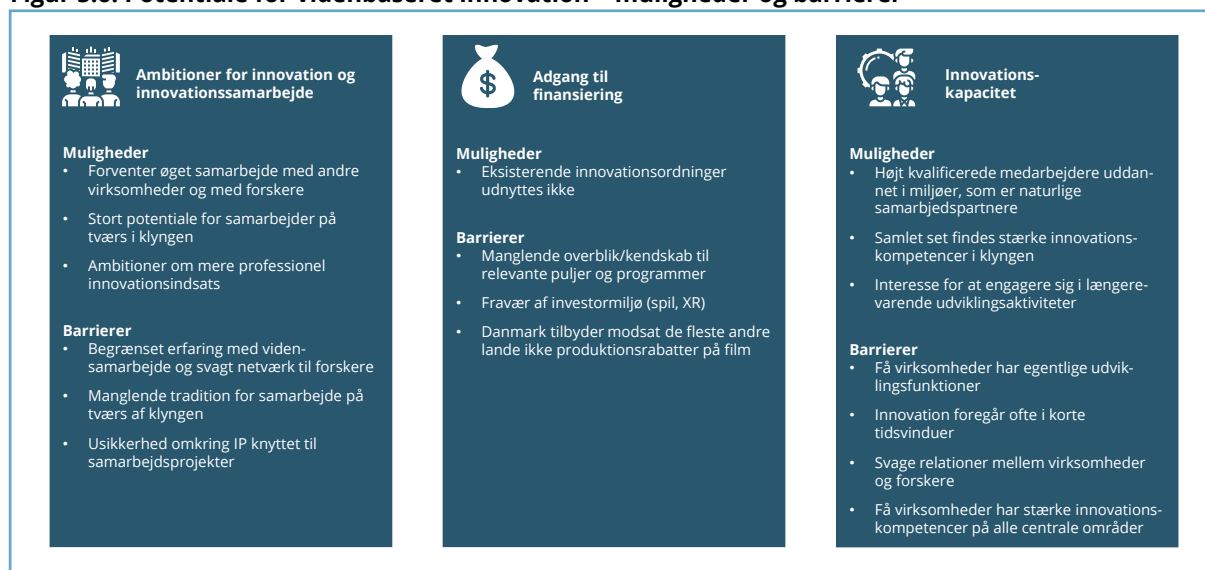 Figur 3.6. Potentiale for videnbaseret innovation – muligheder og barrierer
Ambitioner for innovation og
innovationssamarbejde
Muligheder
• Forventer øget samarbejde med andre
virksomheder og med forskere
• Stort potentiale for samarbejder på
tværs i klyngen
• Ambitioner om mere professionel
innovationsindsats
Barrierer
• Begrænset erfaring med viden-
samarbejde og svagt netværk til forskere
• Manglende tradition for samarbejde på
tværs af klyngen
• Usikkerhed omkring IP knyttet til
samarbejdsprojekter
$
Adgang til
finansiering
Muligheder
• Eksisterende innovationsordninger
udnyttes ikke
Barrierer
• Manglende overblik/kendskab til
relevante puljer og programmer
• Fravær af investormiljø (spil, XR)
• Danmark tilbyder modsat de fleste andre
lande ikke produktionsrabatter på film
Innovations-
kapacitet
Muligheder
• Højt kvalificerede medarbejdere uddan-
net i miljøer, som er naturlige
samarbejdspartnere
• Samlet set findes stærke innovations-
kompetencer i klyngen
• Interesse for at engagere sig i længere-
varende udviklingsaktiviteter
Barrierer
• Få virksomheder har egentlige udvik-
lingsfunktioner
• Innovation foregår ofte i korte
tidsvinduer
• Svage relationer mellem virksomheder
og forskere
• Få virksomheder har stærke innovations-
kompetencer på alle centrale områder